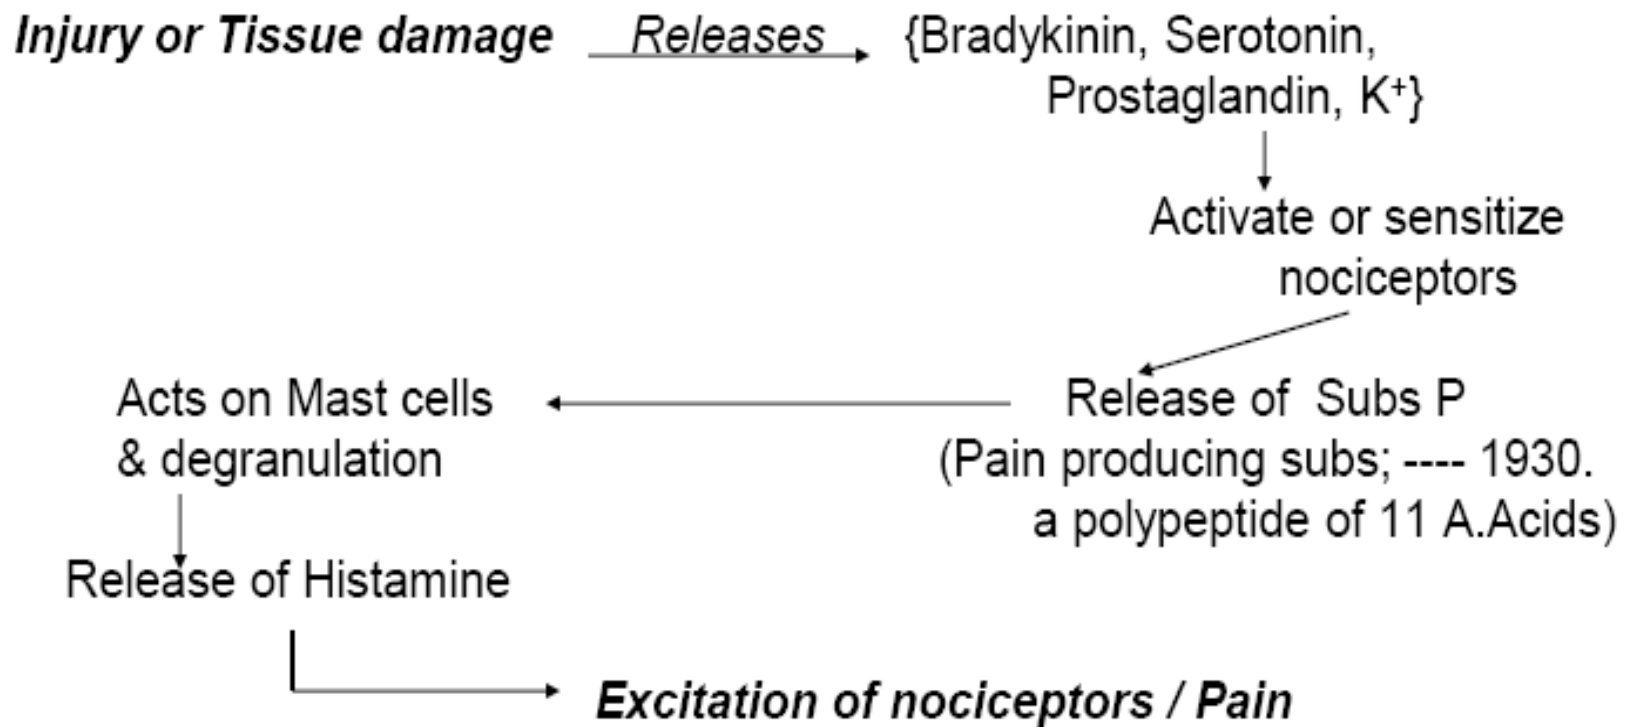 Injury or Tissue damage Releases {Bradykinin, Serotonin,
Prostaglandin, K⁺}
Activate or sensitize
nociceptors
Release of Subs P
(Pain producing subs; ---- 1930.
a polypeptide of 11 A.Acids)
Acts on Mast cells
& degranulation
Release of Histamine
Excitation of nociceptors / Pain